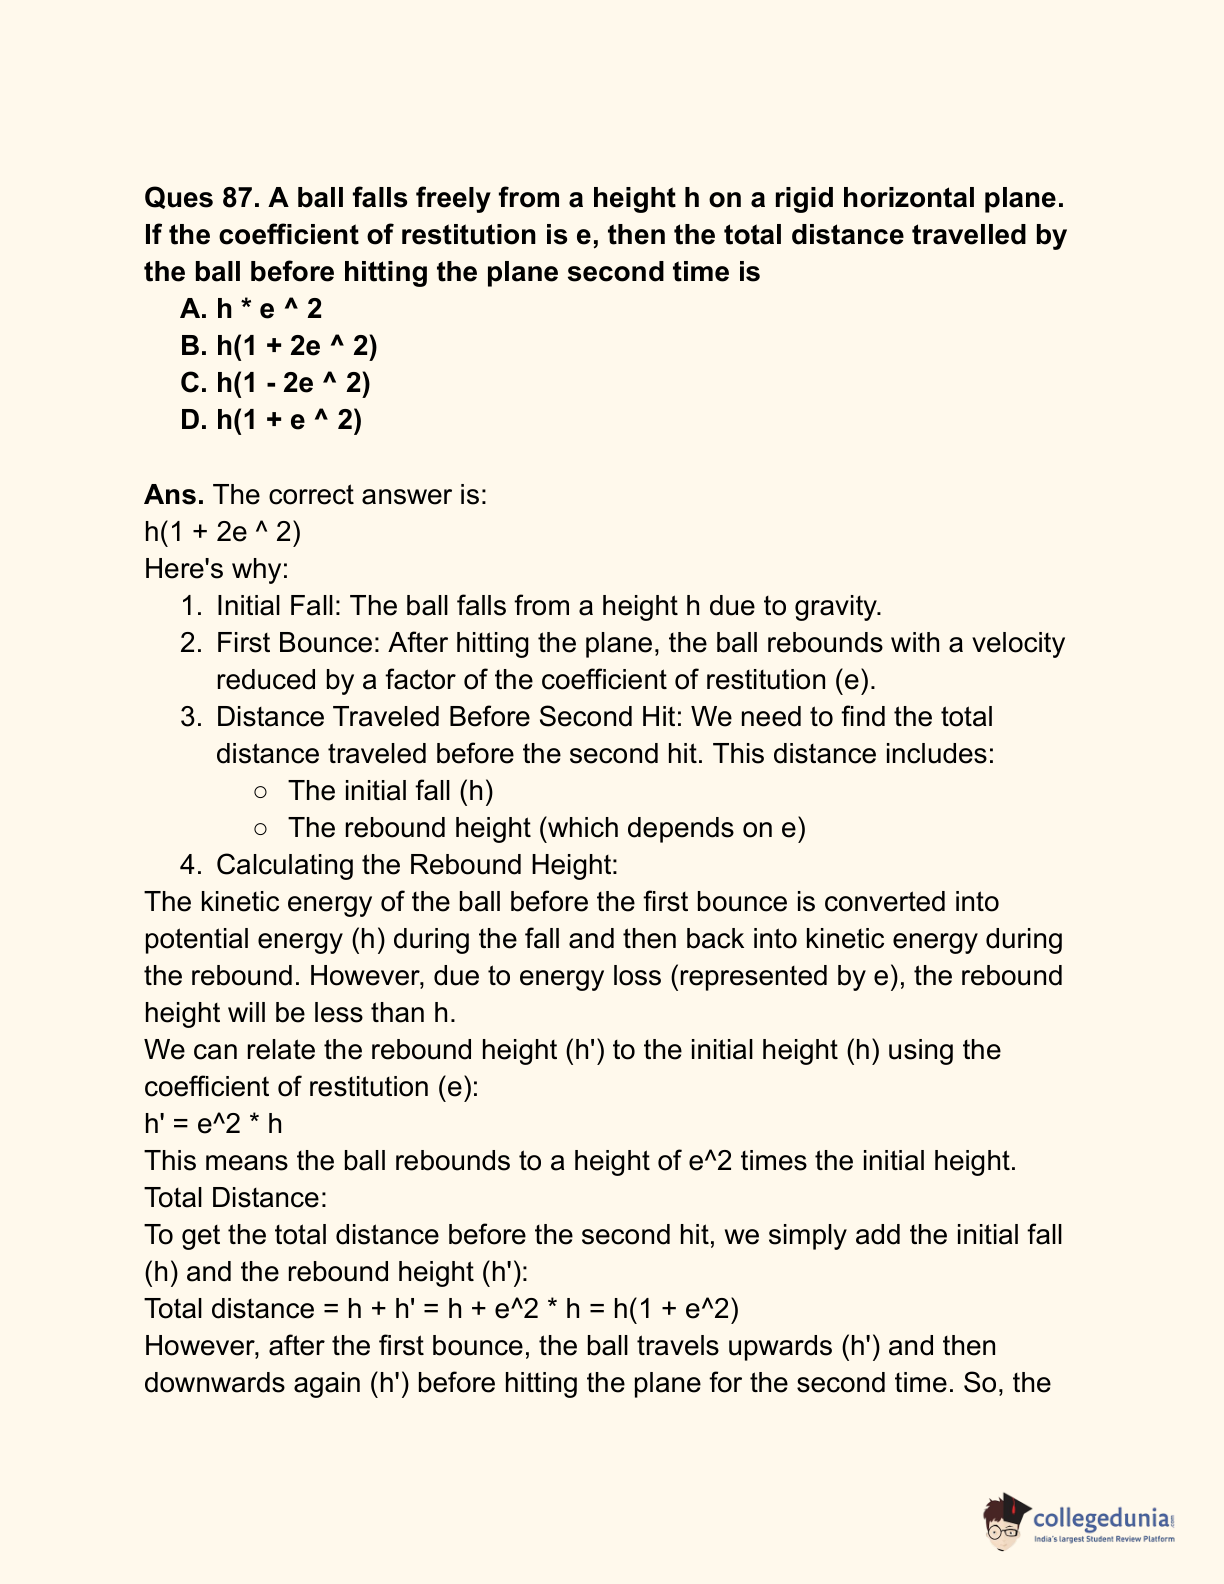 Ques 87. A ball falls freely from a height h on a rigid horizontal plane.
If the coefficient of restitution is e, then the total distance travelled by
the ball before hitting the plane second time is
A. h * e ^ 2
B. h(1 + 2e ^ 2)
C. h(1 - 2e ^ 2)
D. h(1 + e ^ 2)
Ans. The correct answer is:
h(1 + 2e ^ 2)
Here's why:
1. Initial Fall: The ball falls from a height h due to gravity.
2. First Bounce: After hitting the plane, the ball rebounds with a velocity
reduced by a factor of the coefficient of restitution (e).
3. Distance Traveled Before Second Hit: We need to find the total
distance traveled before the second hit. This distance includes:
○ The initial fall (h)
○ The rebound height (which depends on e)
4. Calculating the Rebound Height:
The kinetic energy of the ball before the first bounce is converted into
potential energy (h) during the fall and then back into kinetic energy during
the rebound. However, due to energy loss (represented by e), the rebound
height will be less than h.
We can relate the rebound height (h') to the initial height (h) using the
coefficient of restitution (e):
h' = e^2 * h
This means the ball rebounds to a height of e^2 times the initial height.
Total Distance:
To get the total distance before the second hit, we simply add the initial fall
(h) and the rebound height (h'):
Total distance = h + h' = h + e^2 * h = h(1 + e^2)
However, after the first bounce, the ball travels upwards (h') and then
downwards again (h') before hitting the plane for the second time. So, the
collegedunia.com
India's largest Student Review Platform